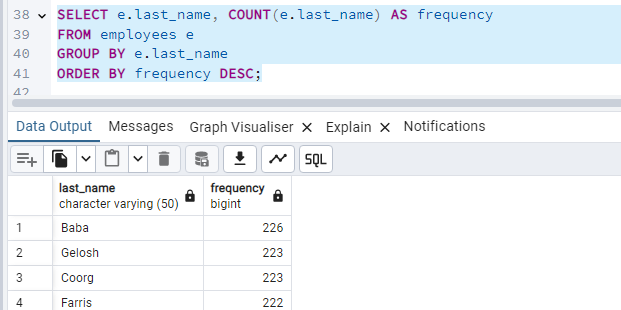 38 SELECT e.last_name, COUNT(e.last_name) AS frequency
39 FROM employees e
40 GROUP BY e.last_name
41 ORDER BY frequency DESC;
42
Data Output Messages Graph Visualiser X Explain X Notifications
SQL
last_name frequency
character varying (50) bigint
1 Baba 226
2 Gelosh 223
3 Coorg 223
4 Farris 222